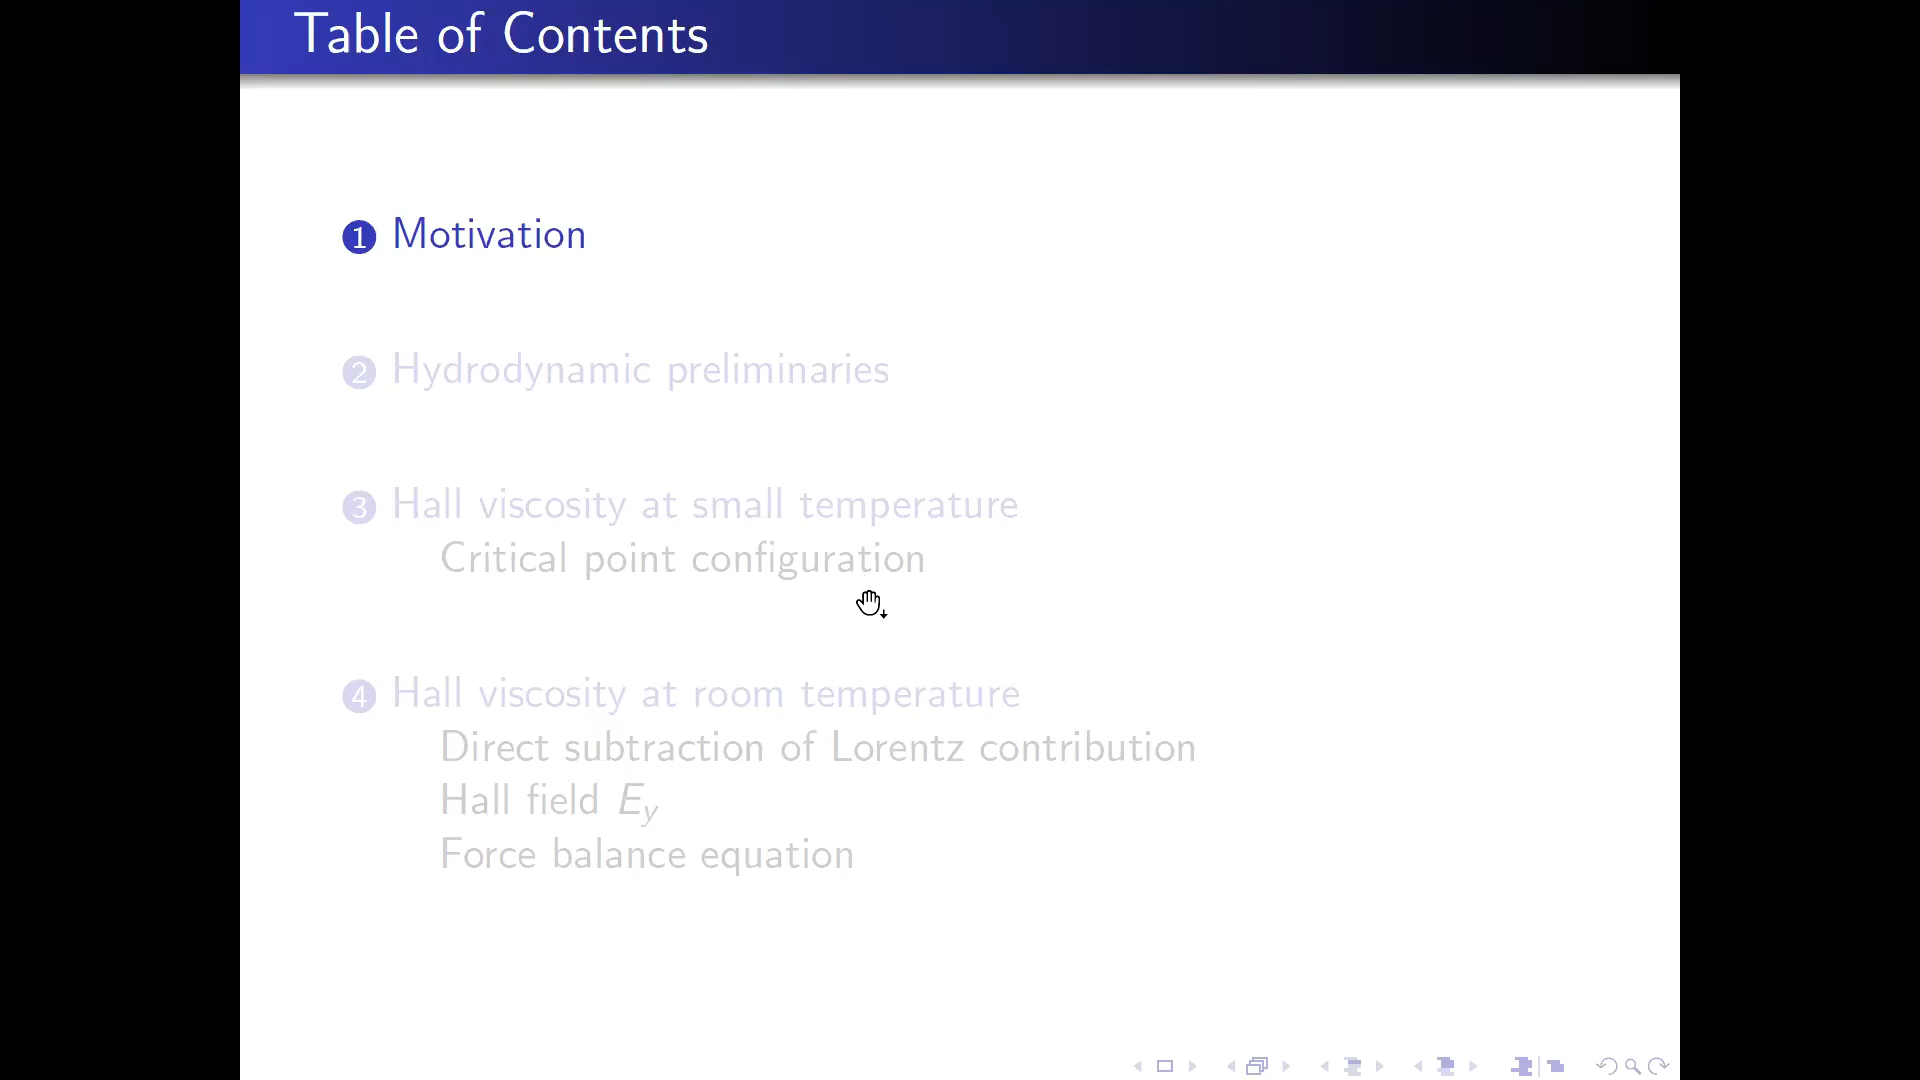 Table of Contents
1 Motivation
2 Hydrodynamic preliminaries
3 Hall viscosity at small temperature
Critical point configuration
4 Hall viscosity at room temperature
Direct subtraction of Lorentz contribution
Hall field E_y
Force balance equation